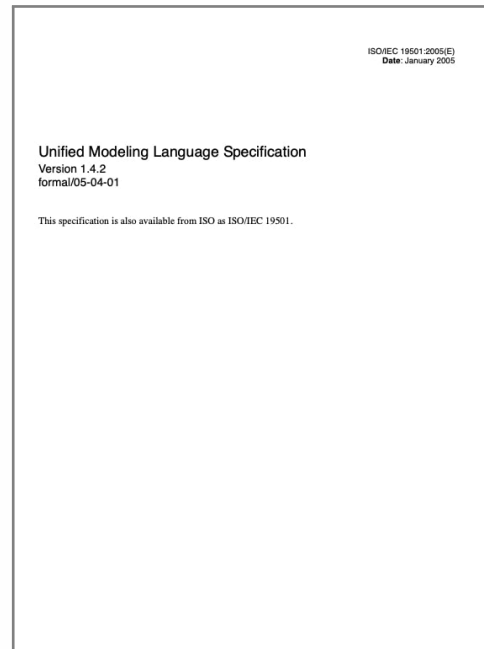 ISO/IEC 19501:2005(E)
Date: January 2005
Unified Modeling Language Specification
Version 1.4.2
formal/05-04-01
This specification is also available from ISO as ISO/IEC 19501.